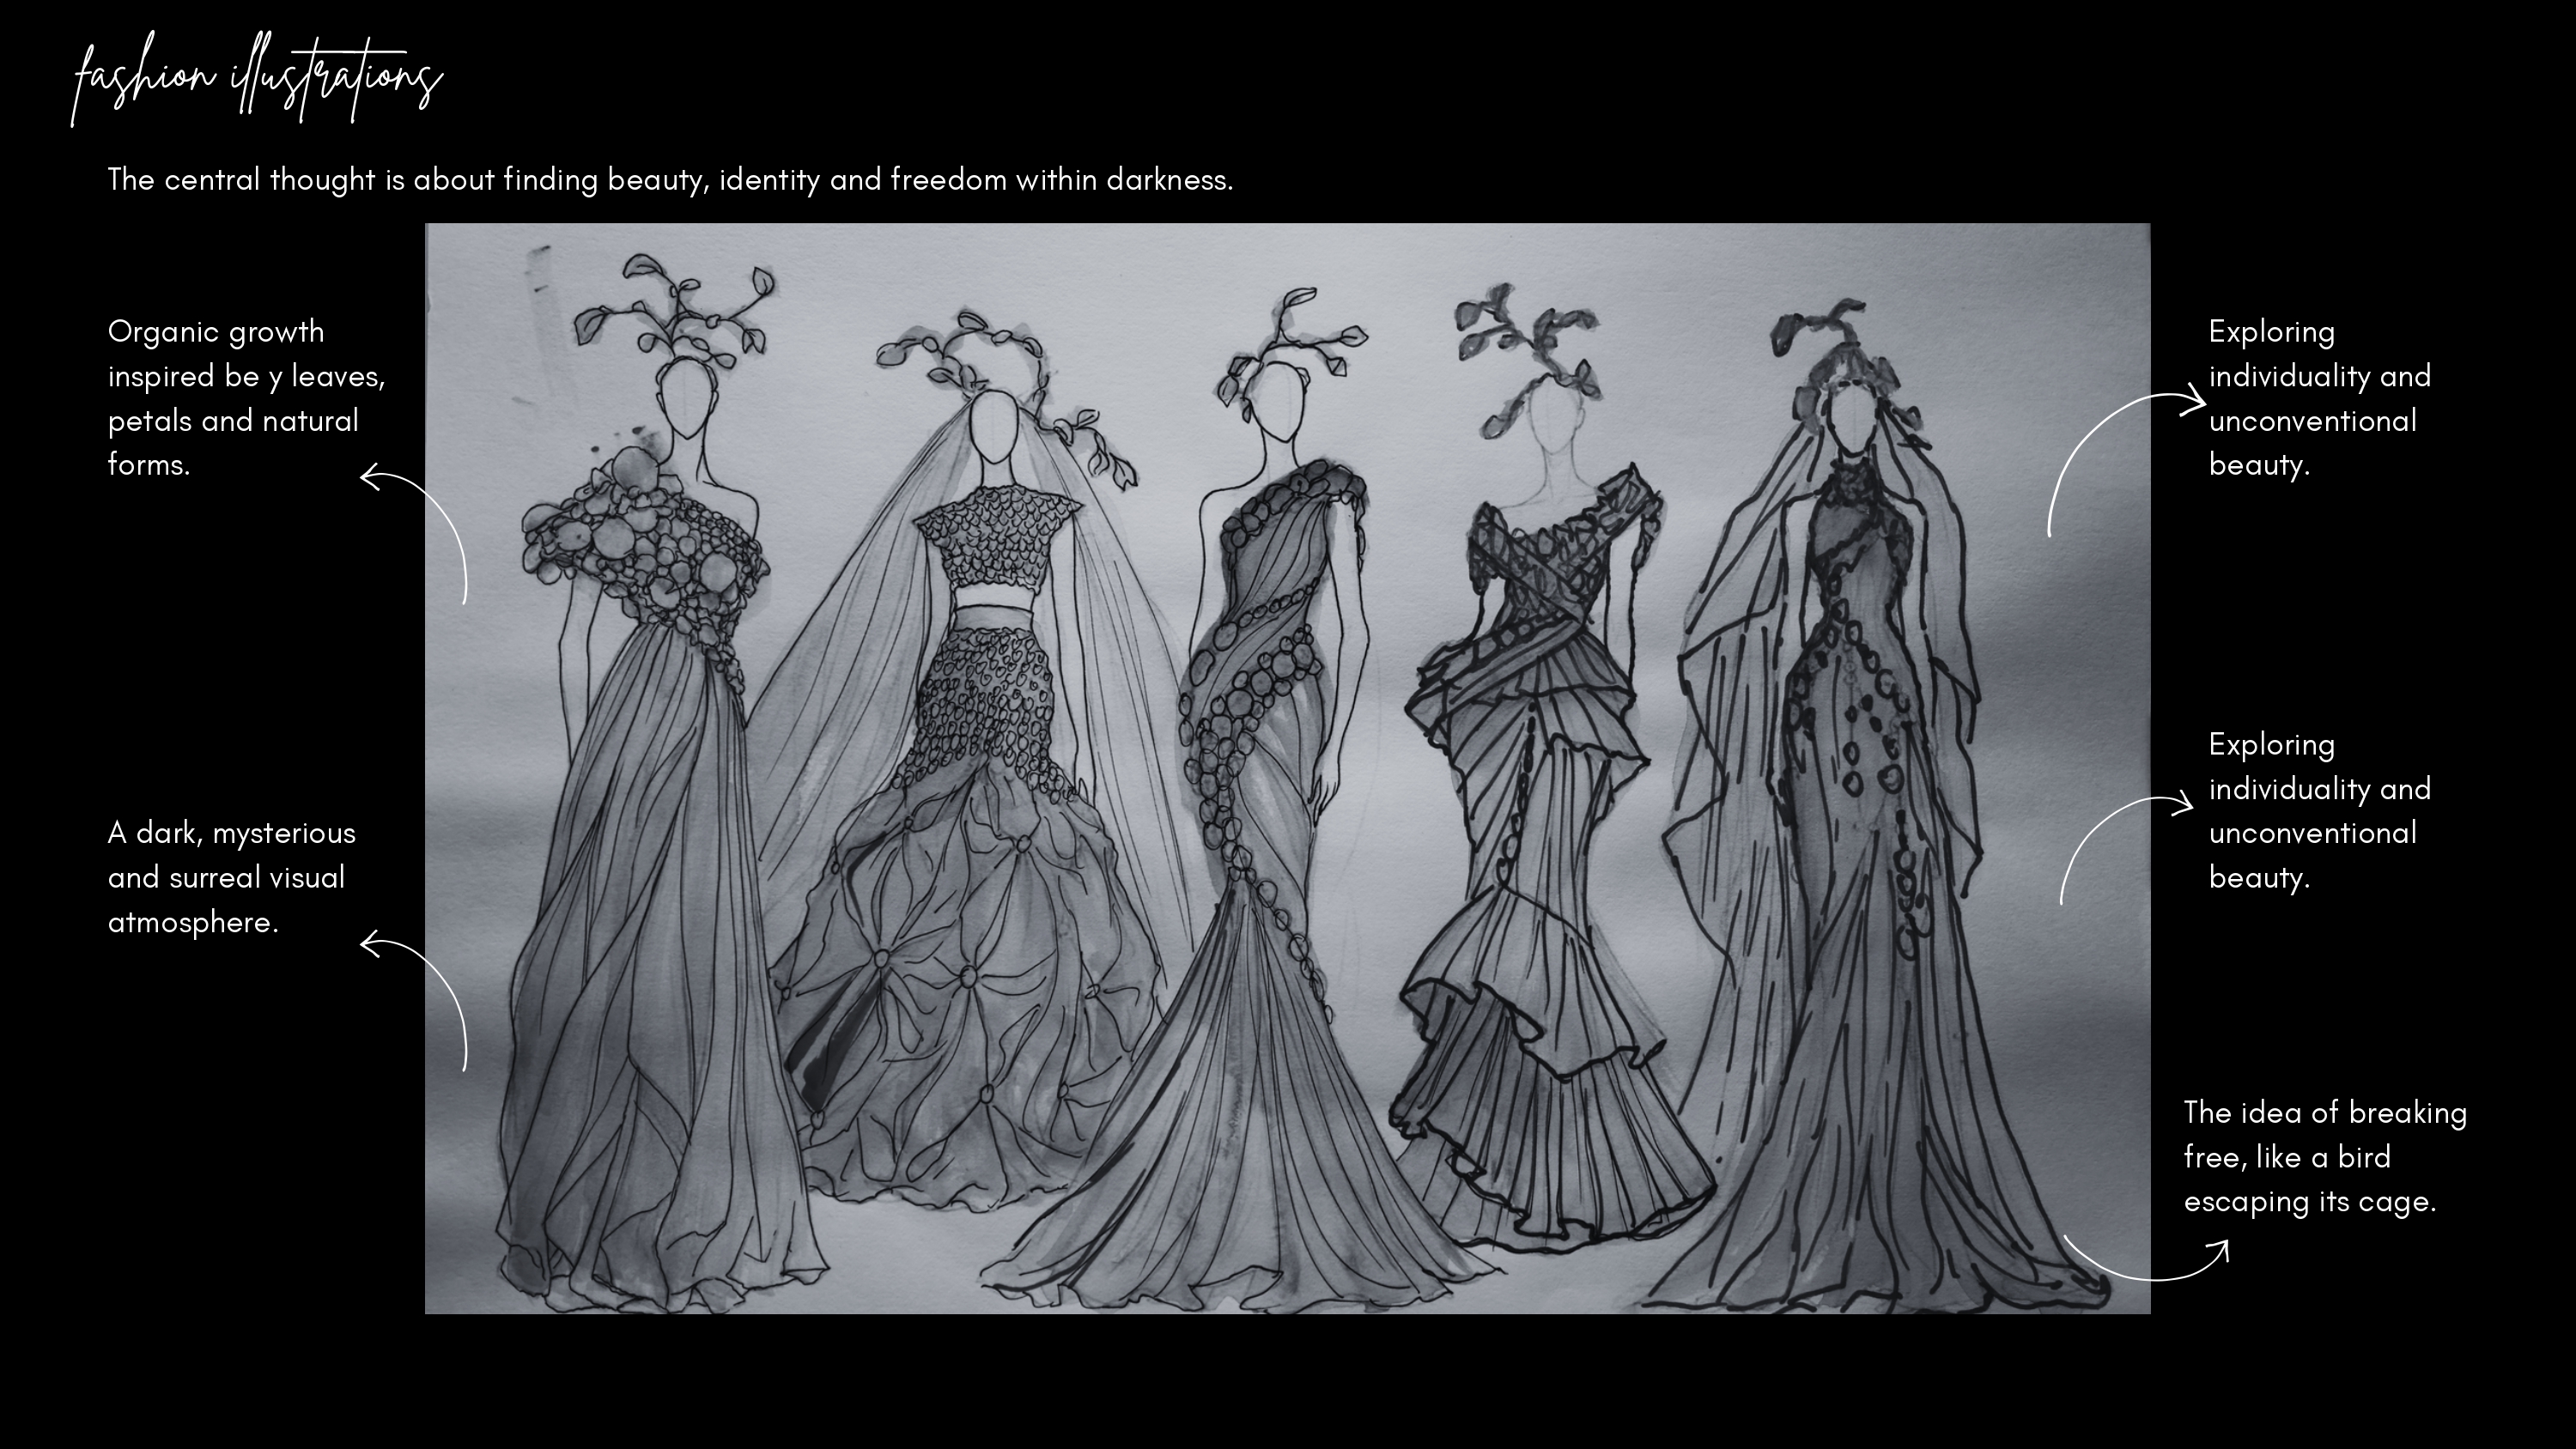 fashion illustrations
The central thought is about finding beauty, identity and freedom within darkness.
Organic growth
inspired be y leaves,
petals and natural
forms.
A dark, mysterious
and surreal visual
atmosphere.
Exploring
individuality and
unconventional
beauty.
Exploring
individuality and
unconventional
beauty.
The idea of breaking
free, like a bird
escaping its cage.